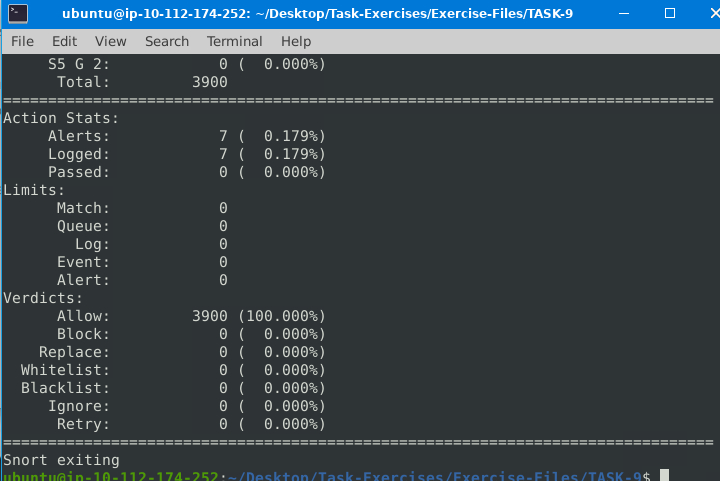 ubuntu@ip-10-112-174-252: ~/Desktop/Task-Exercises/Exercise-Files/TASK-9
File Edit View Search Terminal Help
S5 G 2: 0 ( 0.000%)
Total: 3900
===============================================================================
Action Stats:
Alerts: 7 ( 0.179%)
Logged: 7 ( 0.179%)
Passed: 0 ( 0.000%)
Limits:
Match: 0
Queue: 0
Log: 0
Event: 0
Alert: 0
Verdicts:
Allow: 3900 (100.000%)
Block: 0 ( 0.000%)
Replace: 0 ( 0.000%)
Whitelist: 0 ( 0.000%)
Blacklist: 0 ( 0.000%)
Ignore: 0 ( 0.000%)
Retry: 0 ( 0.000%)
===============================================================================
Snort exiting
ubuntu@ip-10-112-174-252:~/Desktop/Task-Exercises/Exercise-Files/TASK-9$